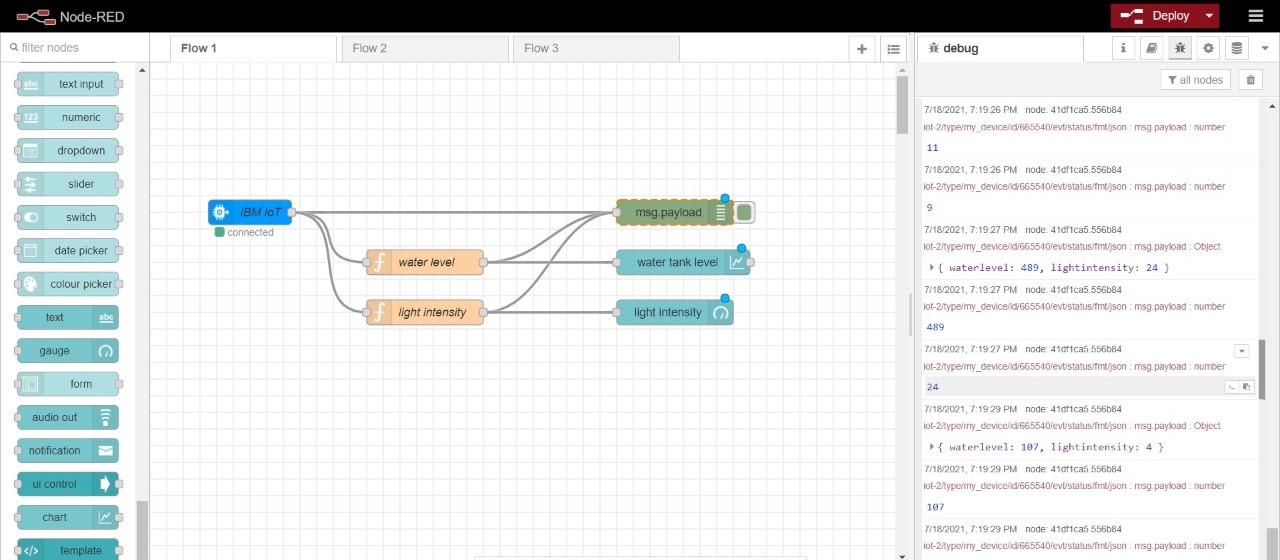 Node-RED
Deploy
filter nodes
Flow 1
Flow 2
Flow 3
debug
i
all nodes
abc text input
123 numeric
dropdown
slider
switch
date picker
colour picker
text abc
gauge
form
audio out
notification
ui control
chart
</> template
IBM IoT
connected
f water level
f light intensity
msg.payload
water tank level
light intensity
7/18/2021, 7:19:26 PM node: 41df1ca5.556b84
iot-2/type/my_device/id/665540/evt/status/fmt/json : msg.payload : number
11
7/18/2021, 7:19:26 PM node: 41df1ca5.556b84
iot-2/type/my_device/id/665540/evt/status/fmt/json : msg.payload : number
9
7/18/2021, 7:19:27 PM node: 41df1ca5.556b84
iot-2/type/my_device/id/665540/evt/status/fmt/json : msg.payload : Object
{ waterlevel: 489, lightintensity: 24 }
7/18/2021, 7:19:27 PM node: 41df1ca5.556b84
iot-2/type/my_device/id/665540/evt/status/fmt/json : msg.payload : number
489
7/18/2021, 7:19:27 PM node: 41df1ca5.556b84
iot-2/type/my_device/id/665540/evt/status/fmt/json : msg.payload : number
24
7/18/2021, 7:19:29 PM node: 41df1ca5.556b84
iot-2/type/my_device/id/665540/evt/status/fmt/json : msg.payload : Object
{ waterlevel: 107, lightintensity: 4 }
7/18/2021, 7:19:29 PM node: 41df1ca5.556b84
iot-2/type/my_device/id/665540/evt/status/fmt/json : msg.payload : number
107
7/18/2021, 7:19:29 PM node: 41df1ca5.556b84
iot-2/type/my_device/id/665540/evt/status/fmt/json : msg.payload : number